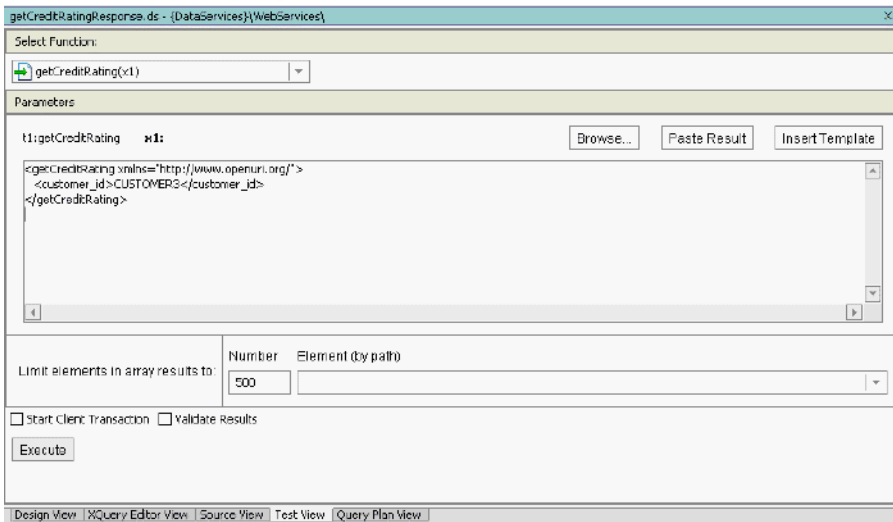 getCreditRatingResponse.ds - {DataServices}\WebServices\
Select Function:
getCreditRating(x1)
Parameters
t1:getCreditRating x1: Browse... Paste Result Insert Template
<getCreditRating xmlns="http://www.openuri.org/">
<customer_id>CUSTOMER3</customer_id>
</getCreditRating>
Number Element (by path)
Limit elements in array results to:
500
Start Client Transaction Validate Results
Execute
Design View XQuery Editor View Source View Test View Query Plan View